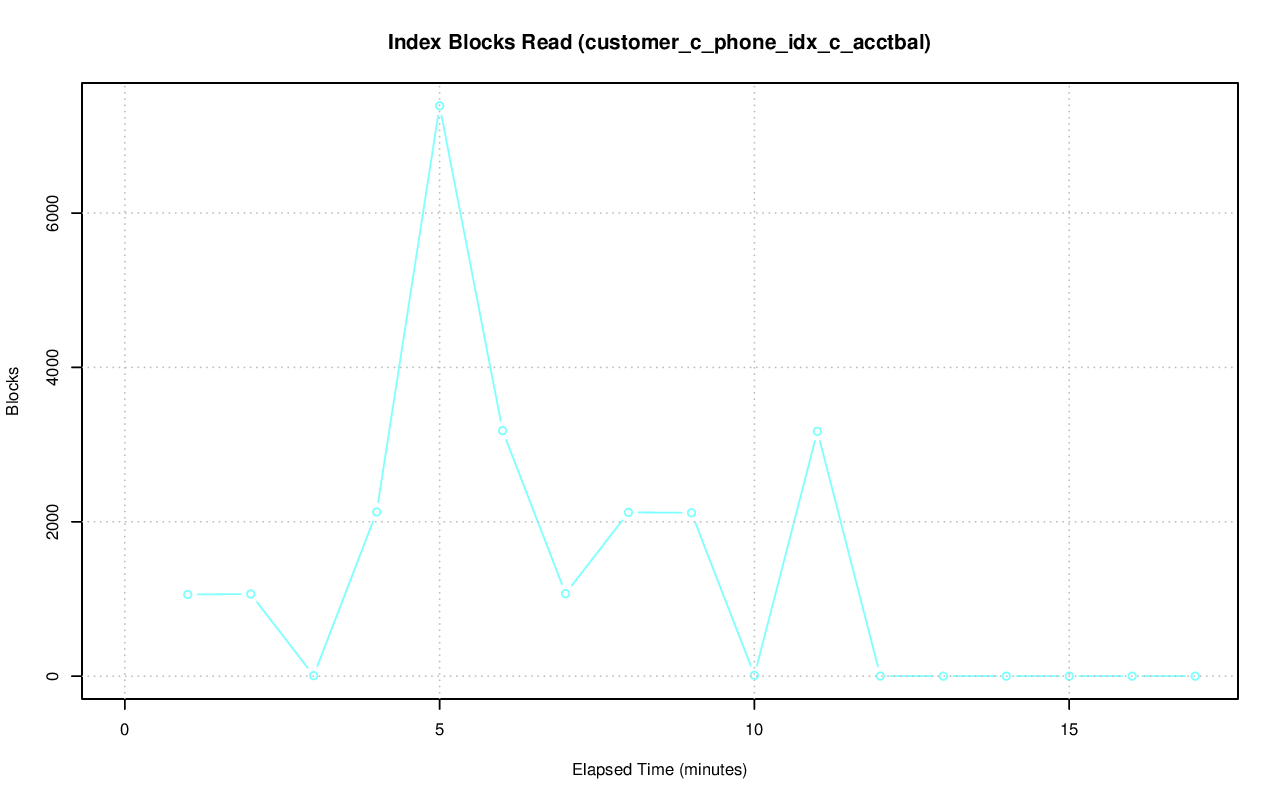 Index Blocks Read (customer_c_phone_idx_c_acctbal)
Blocks
6000
4000
2000
0
0 5 10 15
Elapsed Time (minutes)